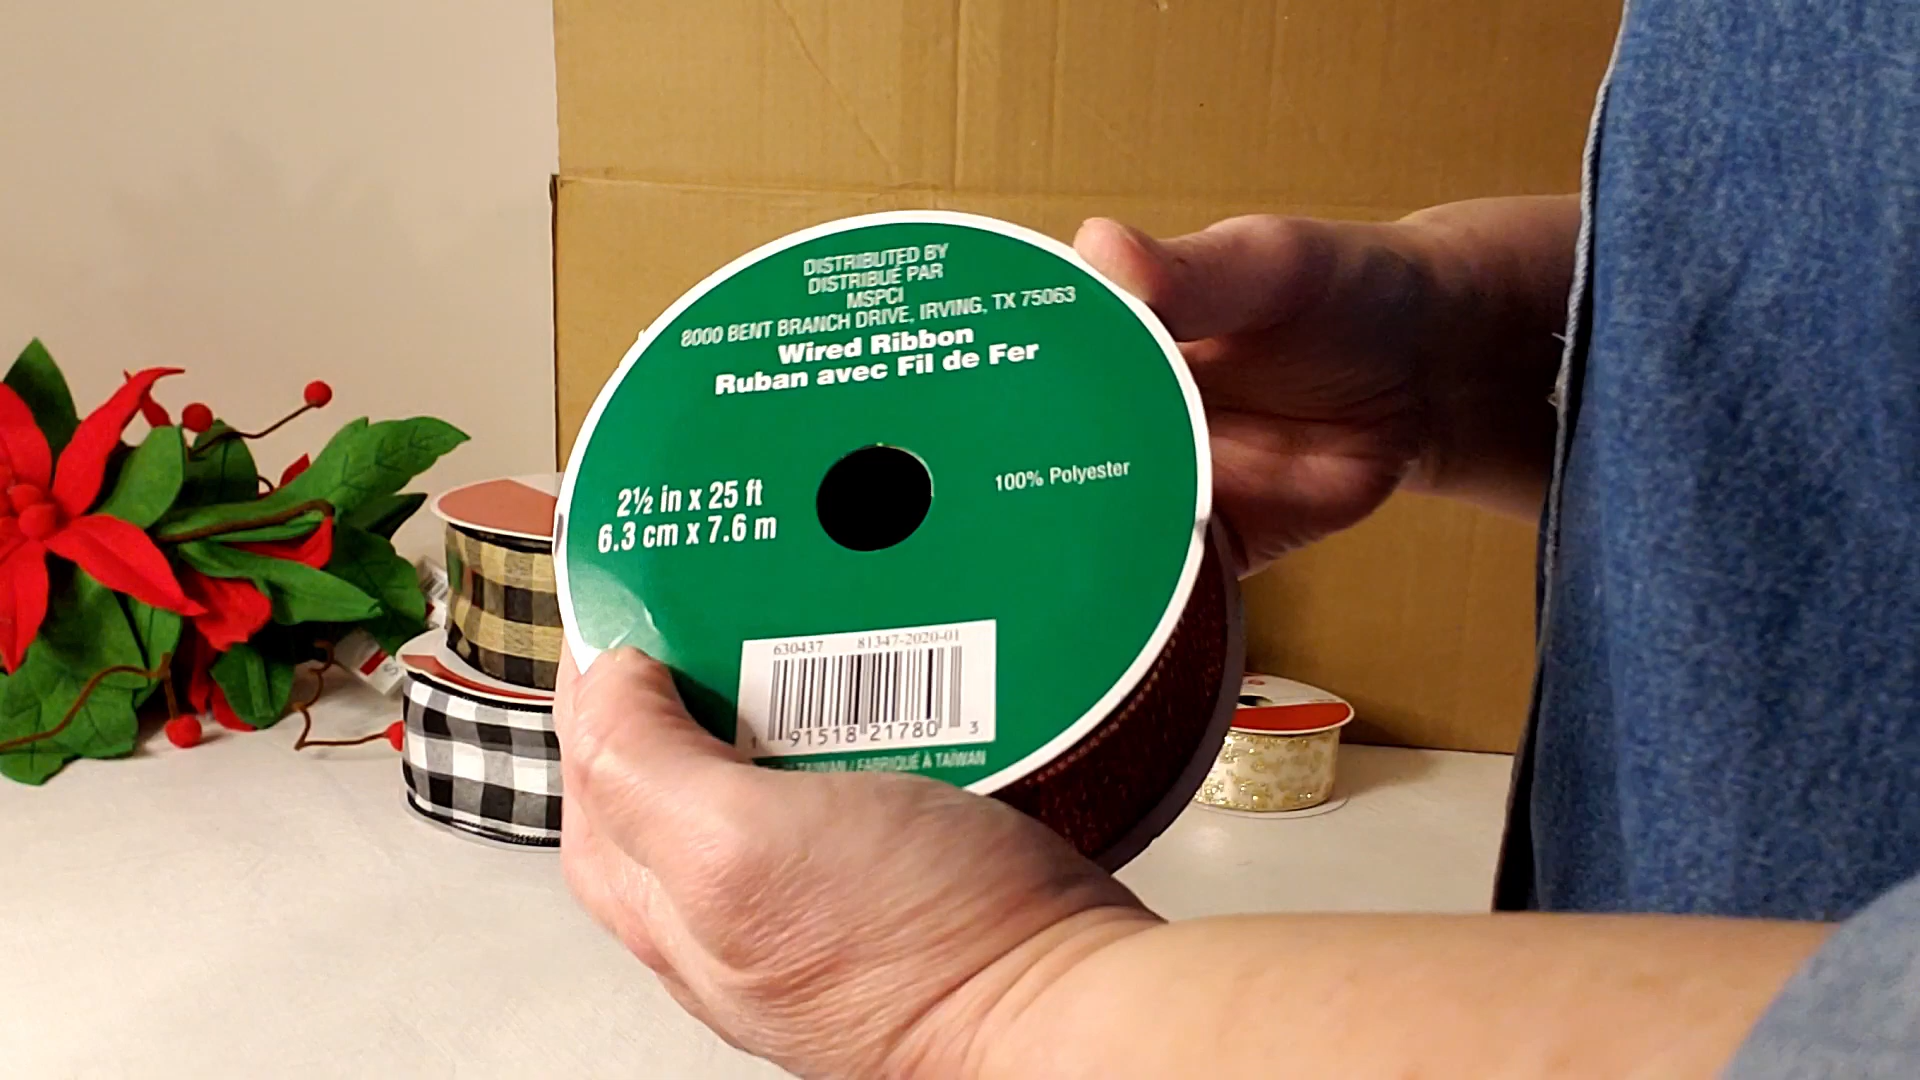 DISTRIBUTED BY
DISTRIBUÉ PAR
MSPCI
8000 BENT BRANCH DRIVE, IRVING, TX 75063
Wired Ribbon
Ruban avec Fil de Fer
2½ in x 25 ft
6.3 cm x 7.6 m
100% Polyester
630437 81347-2020-01
1 91518 21780 3
TAIWAN / FABRIQUÉ À TAÏWAN